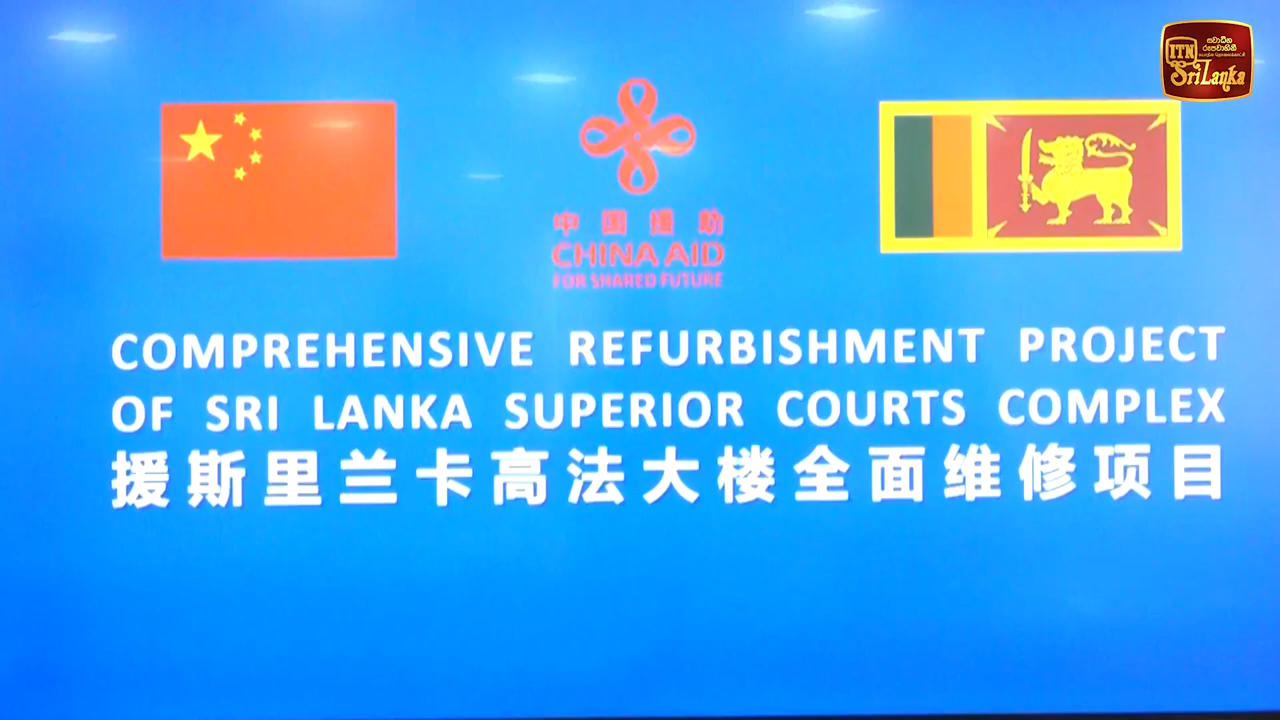 ITN
ස්වාධීන
රූපවාහිනී
Sri Lanka
中国援助
CHINA AID
FOR SHARED FUTURE
COMPREHENSIVE REFURBISHMENT PROJECT
OF SRI LANKA SUPERIOR COURTS COMPLEX
援斯里兰卡高法大楼全面维修项目